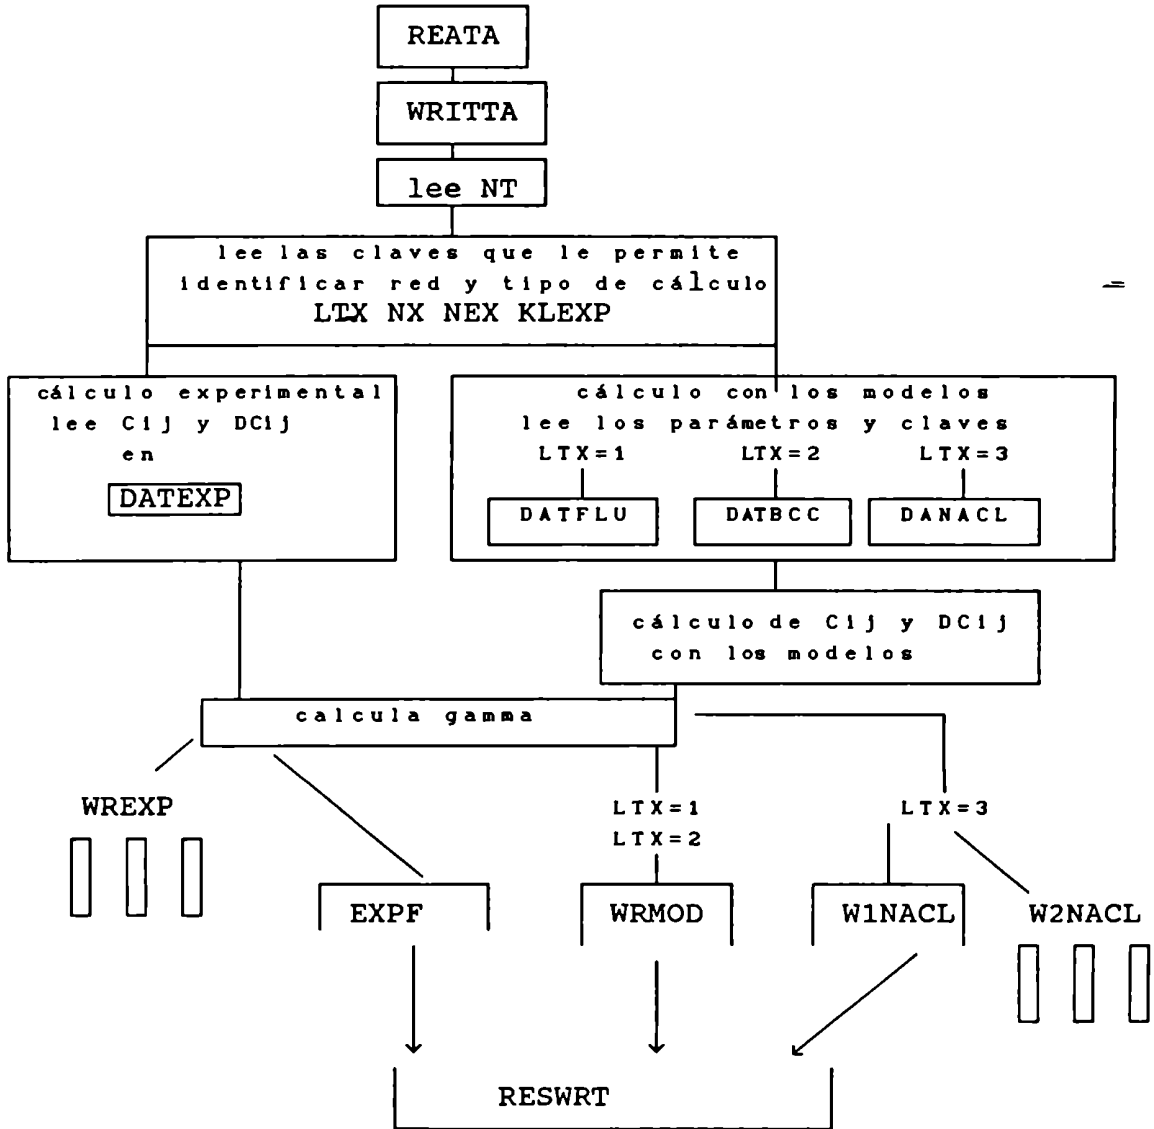 REATA
WRITTA
lee NT
lee las claves que le permite
identificar red y tipo de cálculo
LTX NX NEX KLEXP
cálculo experimental
lee Cij y DCij
en
DATEXP
cálculo con los modelos
lee los parámetros y claves
LTX=1 LTX=2 LTX=3
DATFLU DATBCC DANACL
cálculo de Cij y DCij
con los modelos
calcula gamma
WREXP
LTX=1
LTX=2
LTX=3
EXPF WRMOD W1NACL W2NACL
RESWRT